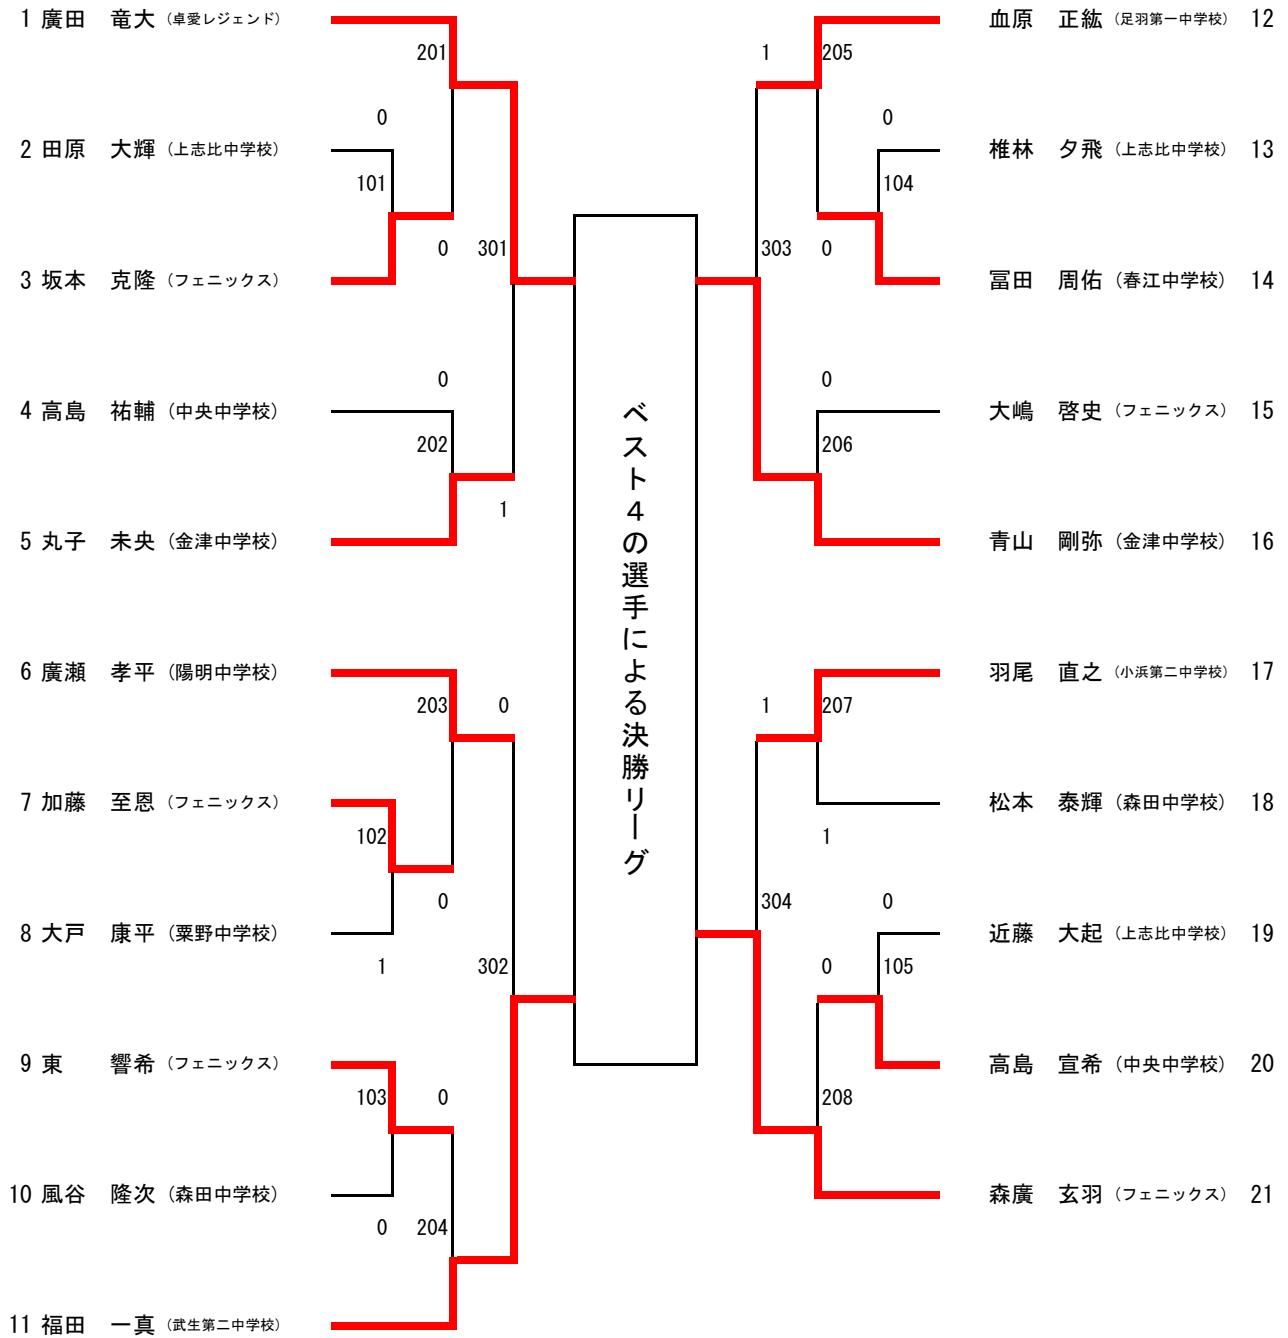 1 廣田 竜大 (卓愛レジェンド)
201
0
2 田原 大輝 (上志比中学校)
101
0 301
3 坂本 克隆 (フェニックス)
0
4 高島 祐輔 (中央中学校)
202
1
5 丸子 未央 (金津中学校)
6 廣瀬 孝平 (陽明中学校)
203 0
7 加藤 至恩 (フェニックス)
102
0
8 大戸 康平 (粟野中学校)
1 302
9 東 響希 (フェニックス)
103 0
10 風谷 隆次 (森田中学校)
0 204
11 福田 一真 (武生第二中学校)
ベスト4の選手による決勝リーグ
血原 正紘 (足羽第一中学校) 12
1 205
0
椎林 夕飛 (上志比中学校) 13
104
303 0
冨田 周佑 (春江中学校) 14
0
大嶋 啓史 (フェニックス) 15
206
青山 剛弥 (金津中学校) 16
羽尾 直之 (小浜第二中学校) 17
1 207
松本 泰輝 (森田中学校) 18
1
304 0
近藤 大起 (上志比中学校) 19
0 105
高島 宣希 (中央中学校) 20
208
森廣 玄羽 (フェニックス) 21